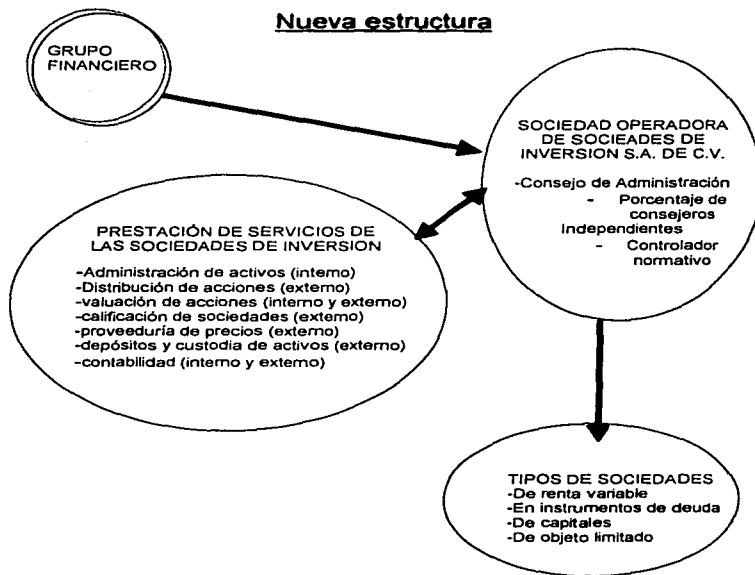 Nueva estructura
GRUPO
FINANCIERO
SOCIEDAD OPERADORA
DE SOCIEADES DE
INVERSION S.A. DE C.V.
-Consejo de Administración
- Porcentaje de
consejeros
Independientes
- Controlador
normativo
PRESTACIÓN DE SERVICIOS DE
LAS SOCIEDADES DE INVERSION
-Administración de activos (interno)
-Distribución de acciones (externo)
-valuación de acciones (interno y externo)
-calificación de sociedades (externo)
-proveeduría de precios (externo)
-depósitos y custodia de activos (externo)
-contabilidad (interno y externo)
TIPOS DE SOCIEDADES
-De renta variable
-En instrumentos de deuda
-De capitales
-De objeto limitado